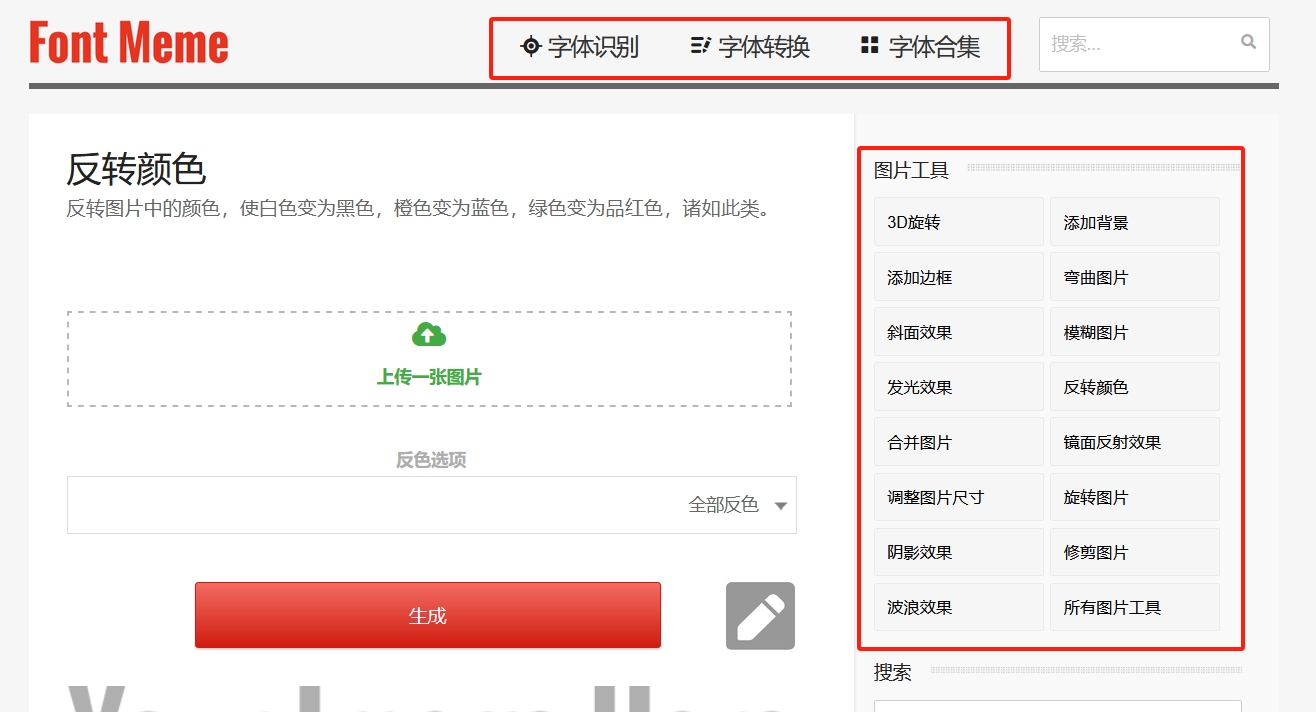 Font Meme
字体识别 字体转换 字体合集
搜索...
反转颜色
反转图片中的颜色，使白色变为黑色，橙色变为蓝色，绿色变为品红色，诸如此类。
上传一张图片
反色选项
全部反色
生成
图片工具
3D旋转 添加背景
添加边框 弯曲图片
斜面效果 模糊图片
发光效果 反转颜色
合并图片 镜面反射效果
调整图片尺寸 旋转图片
阴影效果 修剪图片
波浪效果 所有图片工具
搜索